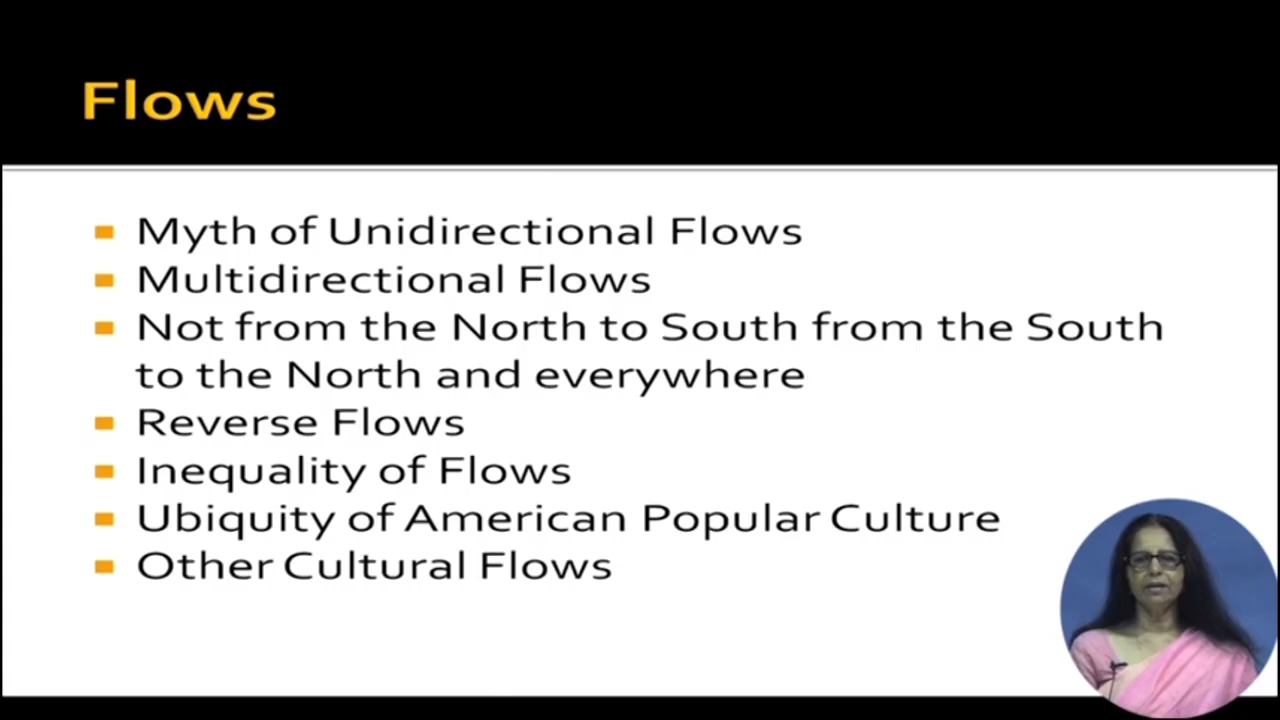 Flows
Myth of Unidirectional Flows
Multidirectional Flows
Not from the North to South from the South
to the North and everywhere
Reverse Flows
Inequality of Flows
Ubiquity of American Popular Culture
Other Cultural Flows